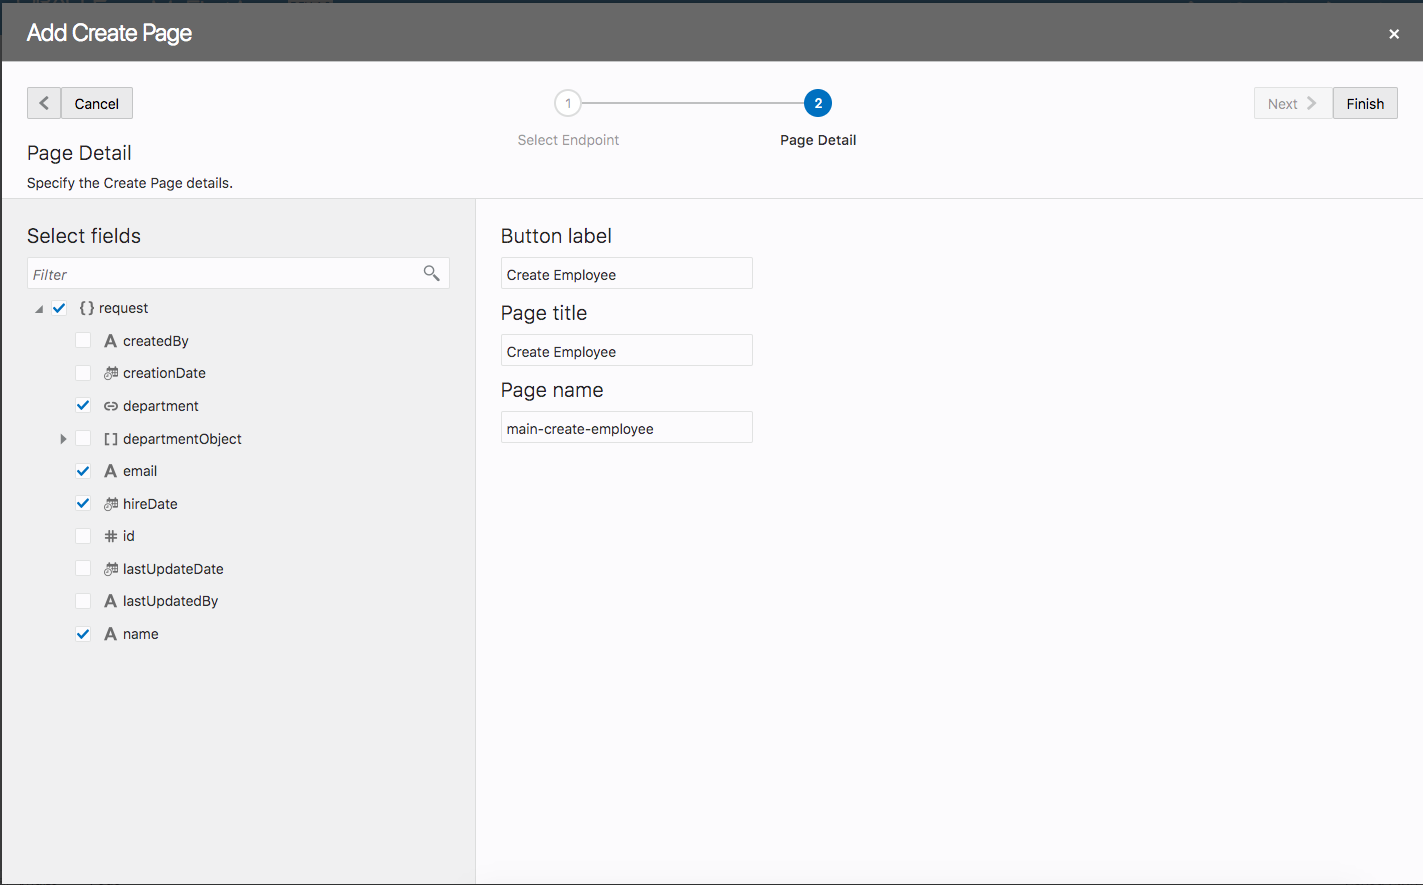 Add Create Page
Cancel
1
2
Next
Finish
Select Endpoint
Page Detail
Page Detail
Specify the Create Page details.
Select fields
Filter
request
createdBy
creationDate
department
departmentObject
email
hireDate
id
lastUpdateDate
lastUpdatedBy
name
Button label
Create Employee
Page title
Create Employee
Page name
main-create-employee